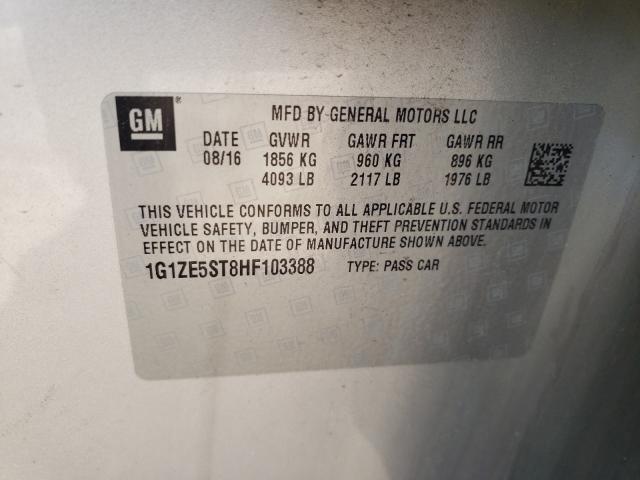 GM ®
MFD BY GENERAL MOTORS LLC
DATE GVWR GAWR FRT GAWR RR
08/16 1856 KG 960 KG 896 KG
4093 LB 2117 LB 1976 LB
THIS VEHICLE CONFORMS TO ALL APPLICABLE U.S. FEDERAL MOTOR
VEHICLE SAFETY, BUMPER, AND THEFT PREVENTION STANDARDS IN
EFFECT ON THE DATE OF MANUFACTURE SHOWN ABOVE.
1G1ZE5ST8HF103388 TYPE: PASS CAR